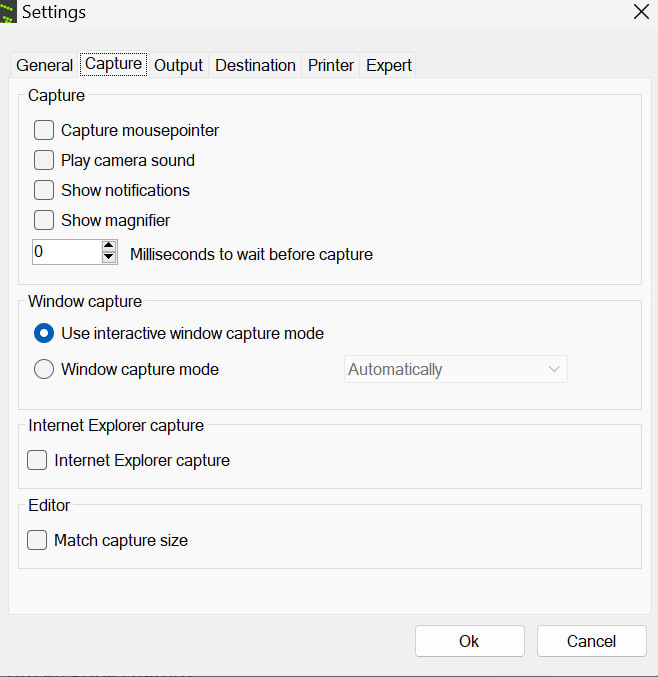 Settings
General Capture Output Destination Printer Expert
Capture
Capture mousepointer
Play camera sound
Show notifications
Show magnifier
0 Milliseconds to wait before capture
Window capture
Use interactive window capture mode
Window capture mode Automatically
Internet Explorer capture
Internet Explorer capture
Editor
Match capture size
Ok Cancel